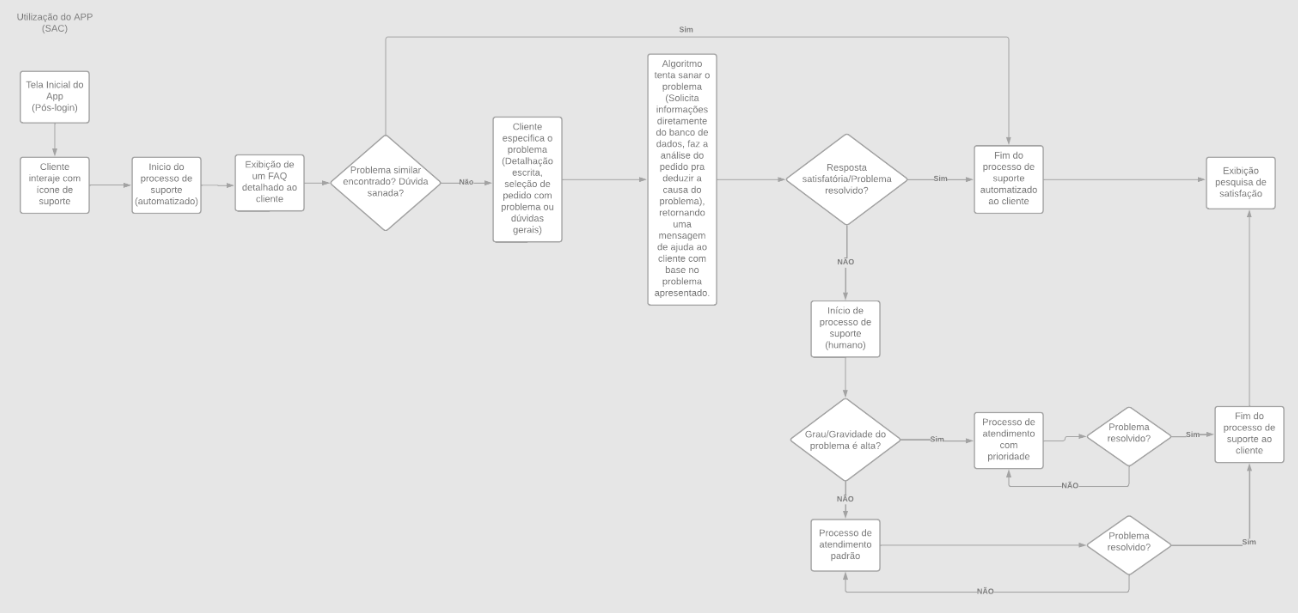 Utilização do APP
(SAC)
Sim
Tela Inicial do
App
(Pós-login)
Cliente
interaje com
icone de
suporte
Início do
processo de
suporte
(automatizado)
Exibição de
um FAQ
detalhado ao
cliente
Problema similar
encontrado? Dúvida
sanada?
Não
Cliente
especifica o
problema
(Detalhação
escrita,
seleção de
pedido com
problema ou
dúvidas
gerais)
Algoritmo
tenta sanar o
problema
(Solicita
informações
diretamente
do banco de
dados, faz a
análise do
pedido pra
deduzir a
causa do
problema),
retornando
uma
mensagem
de ajuda ao
cliente com
base no
problema
apresentado.
Resposta
satisfatória/Problema
resolvido?
Sim
Fim do
processo de
suporte
automatizado
ao cliente
Exibição
pesquisa de
satisfação
NÃO
Início de
processo de
suporte
(humano)
Grau/Gravidade do
problema é alta?
Sim
Processo de
atendimento
com
prioridade
Problema
resolvido?
Sim
Fim do
processo de
suporte ao
cliente
NÃO
NÃO
Processo de
atendimento
padrão
Problema
resolvido?
Sim
NÃO